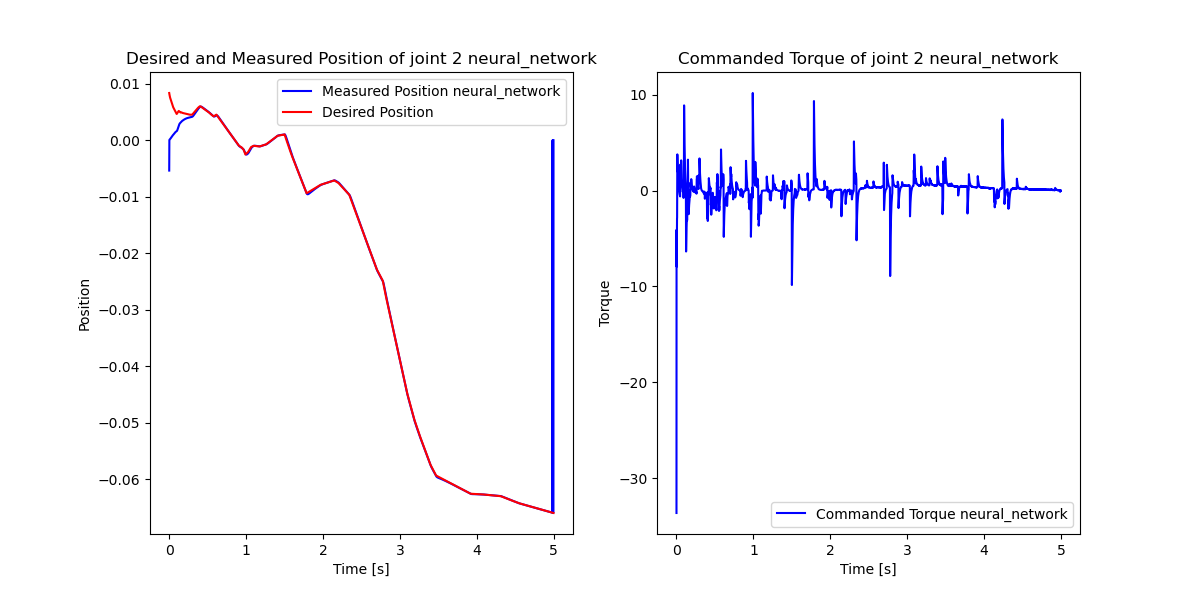 Desired and Measured Position of joint 2 neural_network
Measured Position neural_network
Desired Position
0.01
0.00
−0.01
−0.02
−0.03
−0.04
−0.05
−0.06
Position
0 1 2 3 4 5
Time [s]
Commanded Torque of joint 2 neural_network
10
0
−10
−20
−30
Torque
Commanded Torque neural_network
0 1 2 3 4 5
Time [s]